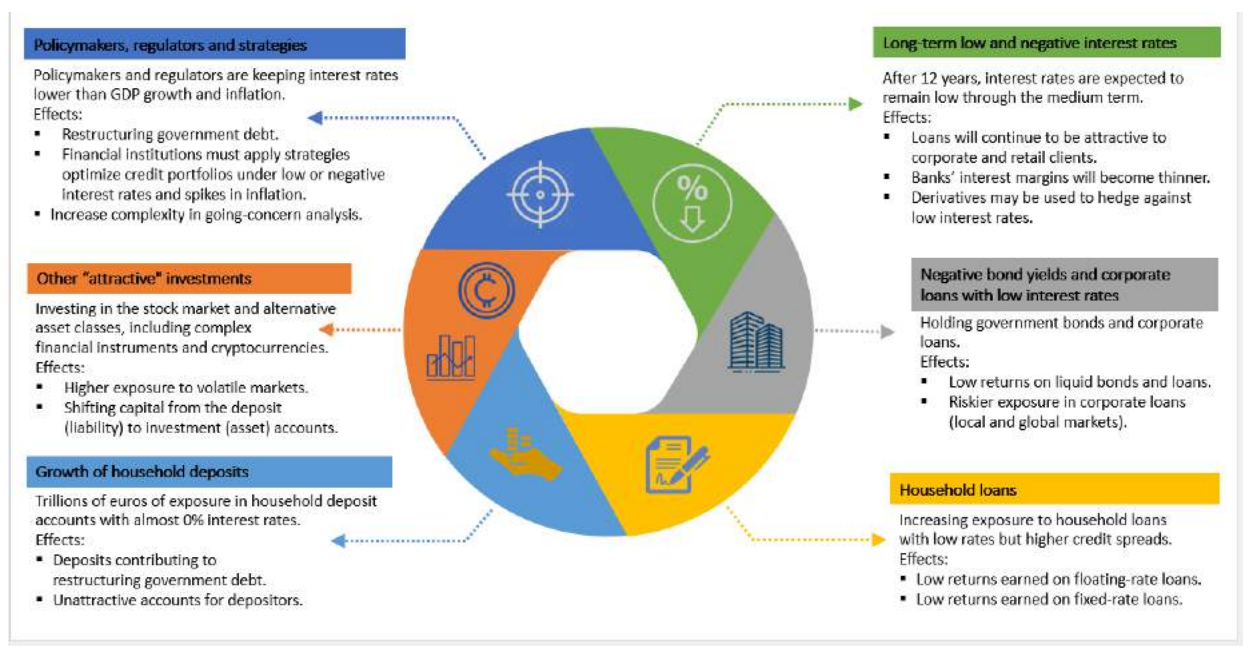 Policymakers, regulators and strategies
Policymakers and regulators are keeping interest rates
lower than GDP growth and inflation.
Effects:
▪ Restructuring government debt.
▪ Financial institutions must apply strategies
optimize credit portfolios under low or negative
interest rates and spikes in inflation.
▪ Increase complexity in going-concern analysis.
Other “attractive" investments
Investing in the stock market and alternative
asset classes, including complex
financial instruments and cryptocurrencies.
Effects:
▪ Higher exposure to volatile markets.
▪ Shifting capital from the deposit
(liability) to investment (asset) accounts.
Growth of household deposits
Trillions of euros of exposure in household deposit
accounts with almost 0% interest rates.
Effects:
▪ Deposits contributing to
restructuring government debt.
▪ Unattractive accounts for depositors.
%
Long-term low and negative interest rates
After 12 years, interest rates are expected to
remain low through the medium term.
Effects:
▪ Loans will continue to be attractive to
corporate and retail clients.
▪ Banks’ interest margins will become thinner.
▪ Derivatives may be used to hedge against
low interest rates.
Negative bond yields and corporate
loans with low interest rates
Holding government bonds and corporate
loans.
Effects:
▪ Low returns on liquid bonds and loans.
▪ Riskier exposure in corporate loans
(local and global markets).
Household loans
Increasing exposure to household loans
with low rates but higher credit spreads.
Effects:
▪ Low returns earned on floating-rate loans.
▪ Low returns earned on fixed-rate loans.